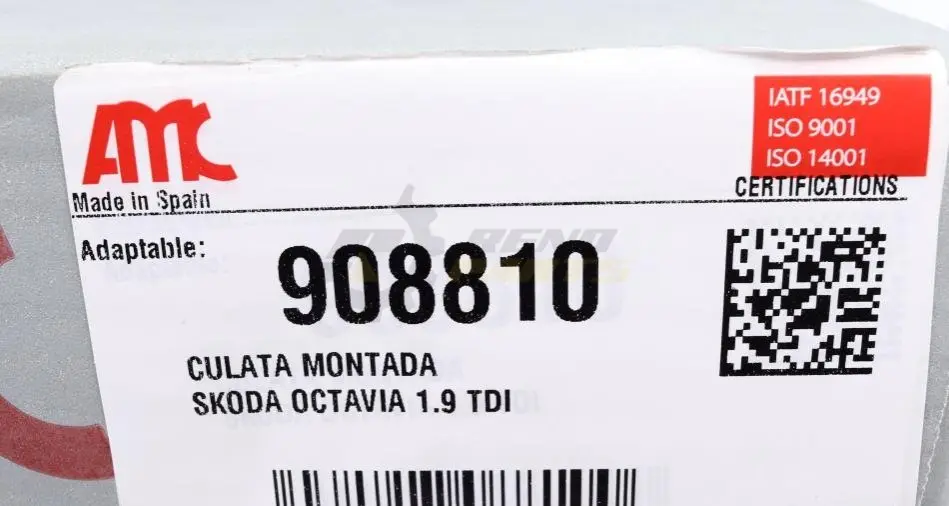 AMC
IATF 16949
ISO 9001
ISO 14001
Made in Spain
CERTIFICATIONS
Adaptable:
908810
CULATA MONTADA
SKODA OCTAVIA 1.9 TDI